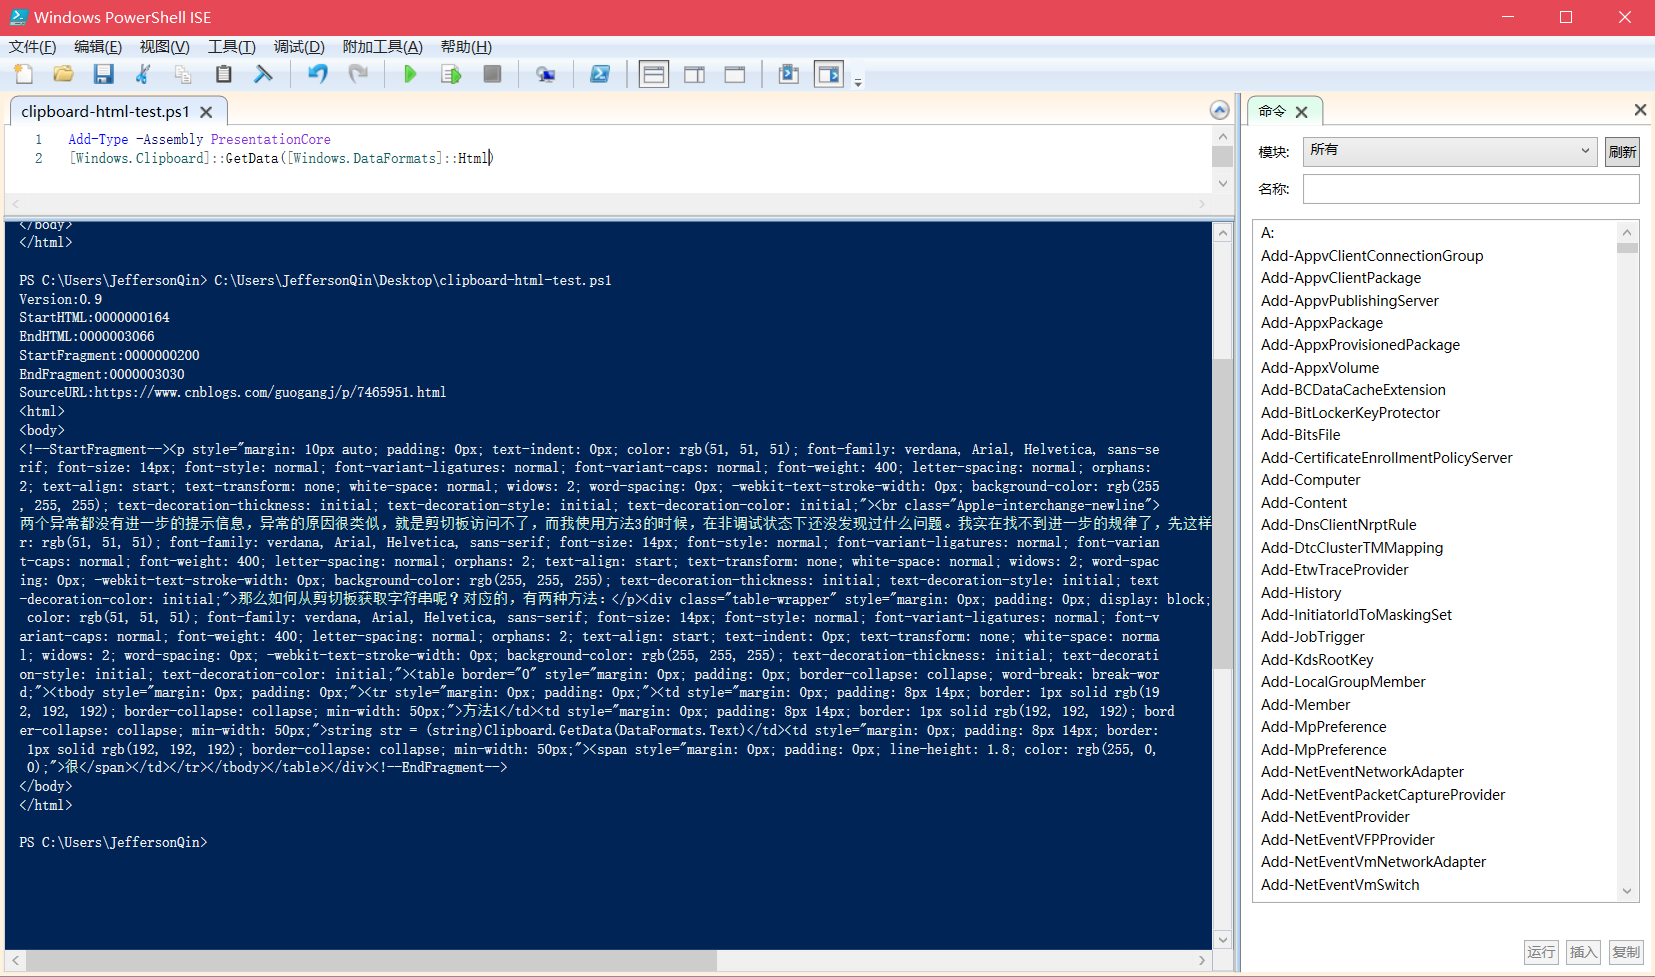 Windows PowerShell ISE
文件(F) 编辑(E) 视图(V) 工具(T) 调试(D) 附加工具(A) 帮助(H)
clipboard-html-test.ps1
1 Add-Type -Assembly PresentationCore
2 [Windows.Clipboard]::GetData([Windows.DataFormats]::Html)
</body>
</html>
PS C:\Users\JeffersonQin> C:\Users\JeffersonQin\Desktop\clipboard-html-test.ps1
Version:0.9
StartHTML:0000000164
EndHTML:0000003066
StartFragment:0000000200
EndFragment:0000003030
SourceURL:https://www.cnblogs.com/guogangj/p/7465951.html
<html>
<body>
<!--StartFragment--><p style="margin: 10px auto; padding: 0px; text-indent: 0px; color: rgb(51, 51, 51); font-family: verdana, Arial, Helvetica, sans-se
rif; font-size: 14px; font-style: normal; font-variant-ligatures: normal; font-variant-caps: normal; font-weight: 400; letter-spacing: normal; orphans:
2; text-align: start; text-transform: none; white-space: normal; widows: 2; word-spacing: 0px; -webkit-text-stroke-width: 0px; background-color: rgb(255
, 255, 255); text-decoration-thickness: initial; text-decoration-style: initial; text-decoration-color: initial;"><br class="Apple-interchange-newline">
两个异常都没有进一步的提示信息，异常的原因很类似，就是剪切板访问不了，而我使用方法3的时候，在非调试状态下还没发现过什么问题。我实在找不到进一步的规律了，先这样
r: rgb(51, 51, 51); font-family: verdana, Arial, Helvetica, sans-serif; font-size: 14px; font-style: normal; font-variant-ligatures: normal; font-varian
t-caps: normal; font-weight: 400; letter-spacing: normal; orphans: 2; text-align: start; text-transform: none; white-space: normal; widows: 2; word-spac
ing: 0px; -webkit-text-stroke-width: 0px; background-color: rgb(255, 255, 255); text-decoration-thickness: initial; text-decoration-style: initial; text
-decoration-color: initial;">那么如何从剪切板获取字符串呢？对应的，有两种方法：</p><div class="table-wrapper" style="margin: 0px; padding: 0px; display: block;
color: rgb(51, 51, 51); font-family: verdana, Arial, Helvetica, sans-serif; font-size: 14px; font-style: normal; font-variant-ligatures: normal; font-v
ariant-caps: normal; font-weight: 400; letter-spacing: normal; orphans: 2; text-align: start; text-indent: 0px; text-transform: none; white-space: norma
l; widows: 2; word-spacing: 0px; -webkit-text-stroke-width: 0px; background-color: rgb(255, 255, 255); text-decoration-thickness: initial; text-decorati
on-style: initial; text-decoration-color: initial;"><table border="0" style="margin: 0px; padding: 0px; border-collapse: collapse; word-break: break-wor
d;"><tbody style="margin: 0px; padding: 0px;"><tr style="margin: 0px; padding: 0px;"><td style="margin: 0px; padding: 8px 14px; border: 1px solid rgb(19
2, 192, 192); border-collapse: collapse; min-width: 50px;">方法1</td><td style="margin: 0px; padding: 8px 14px; border: 1px solid rgb(192, 192, 192); bord
er-collapse: collapse; min-width: 50px;">string str = (string)Clipboard.GetData(DataFormats.Text)</td><td style="margin: 0px; padding: 8px 14px; border:
1px solid rgb(192, 192, 192); border-collapse: collapse; min-width: 50px;"><span style="margin: 0px; padding: 0px; line-height: 1.8; color: rgb(255, 0,
0);">很</span></td></tr></tbody></table></div><!--EndFragment-->
</body>
</html>
PS C:\Users\JeffersonQin>
命令
模块: 所有 刷新
名称:
A:
Add-AppvClientConnectionGroup
Add-AppvClientPackage
Add-AppvPublishingServer
Add-AppxPackage
Add-AppxProvisionedPackage
Add-AppxVolume
Add-BCDataCacheExtension
Add-BitLockerKeyProtector
Add-BitsFile
Add-CertificateEnrollmentPolicyServer
Add-Computer
Add-Content
Add-DnsClientNrptRule
Add-DtcClusterTMMapping
Add-EtwTraceProvider
Add-History
Add-InitiatorIdToMaskingSet
Add-JobTrigger
Add-KdsRootKey
Add-LocalGroupMember
Add-Member
Add-MpPreference
Add-MpPreference
Add-NetEventNetworkAdapter
Add-NetEventPacketCaptureProvider
Add-NetEventProvider
Add-NetEventVFPProvider
Add-NetEventVmNetworkAdapter
Add-NetEventVmSwitch
运行 插入 复制